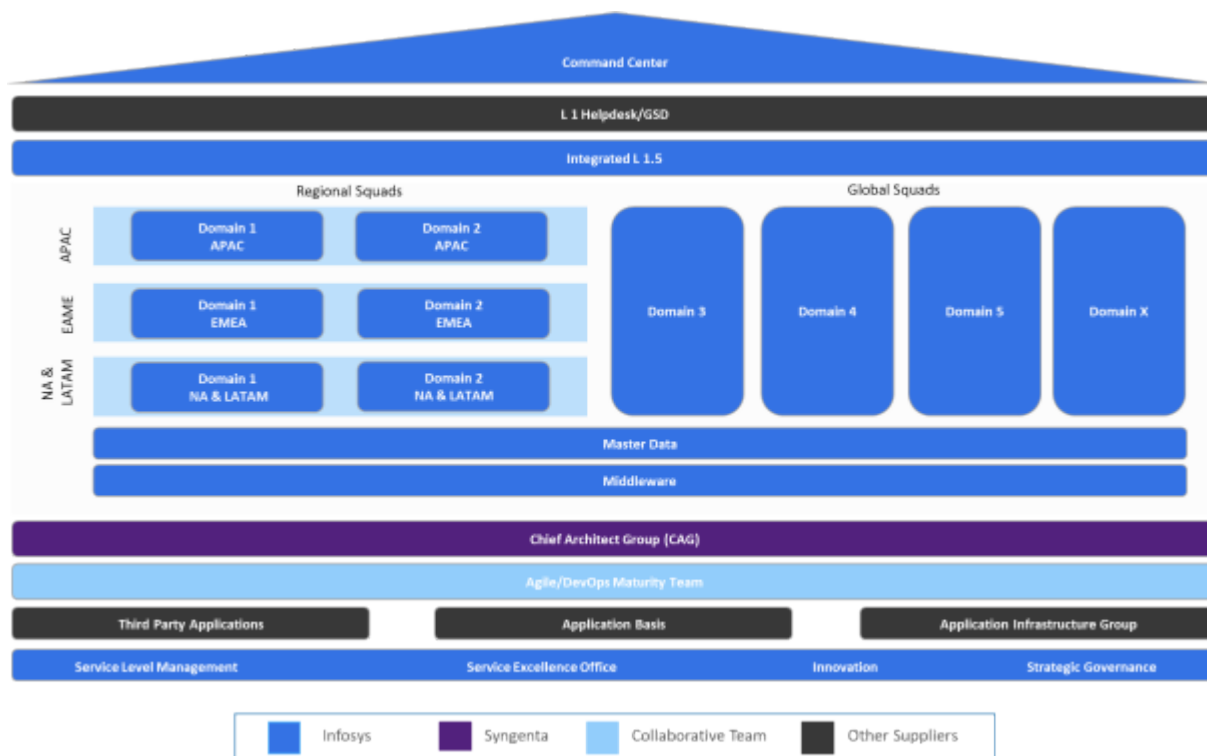 Command Center
L 1 Helpdesk/GSD
Integrated L 1.5
Regional Squads
Global Squads
APAC
Domain 1
APAC
Domain 2
APAC
EAME
Domain 1
EMEA
Domain 2
EMEA
NA &
LATAM
Domain 1
NA & LATAM
Domain 2
NA & LATAM
Domain 3
Domain 4
Domain 5
Domain X
Master Data
Middleware
Chief Architect Group (CAG)
Agile/DevOps Maturity Team
Third Party Applications
Application Basis
Application Infrastructure Group
Service Level Management
Service Excellence Office
Innovation
Strategic Governance
Infosys
Syngenta
Collaborative Team
Other Suppliers